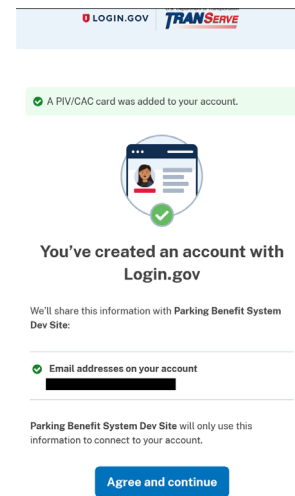 LOGIN.GOV
TRANSERVE
A PIV/CAC card was added to your account.
You’ve created an account with
Login.gov
We’ll share this information with Parking Benefit System
Dev Site:
Email addresses on your account
Parking Benefit System Dev Site will only use this
information to connect to your account.
Agree and continue